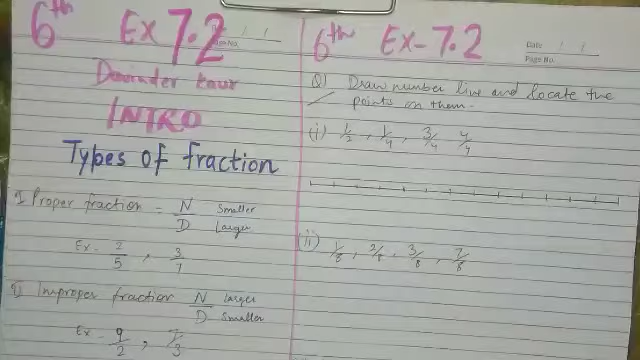 6th Ex 7.2
Davinder Kaur
INTRO
Types of fraction
1) Proper fraction = N/D Smaller Larger
Ex - 2/5 , 3/7
2) Improper fraction N/D larger smaller
Ex - 9/2 , 7/3
6th Ex - 7.2
Date / /
Page No.
Q) Draw number line and locate the
points on them.
(i) 1/2 , 1/4 , 3/4 4/4
(ii) 1/8 , 2/8 , 3/8 , 7/8